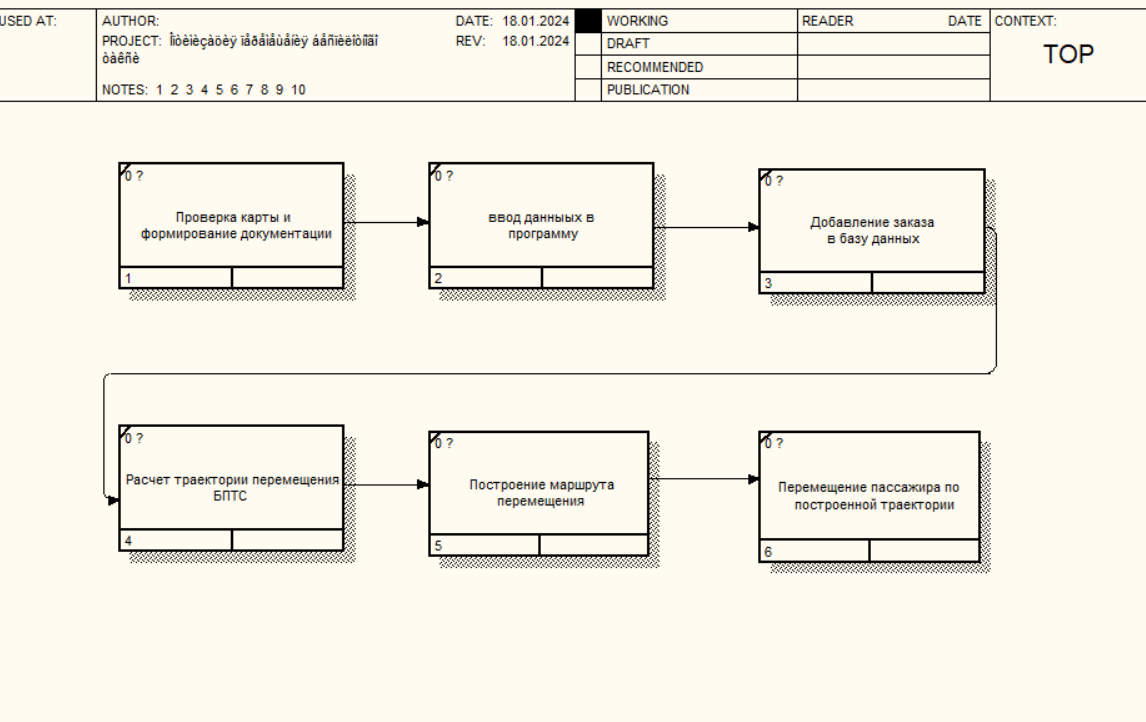 USED AT:
AUTHOR:
DATE: 18.01.2024
WORKING
READER
DATE
CONTEXT:
PROJECT: Îïòèìèçàöèÿ ïåðåìåùåíèÿ áåñïèëîòíîãî
REV: 18.01.2024
DRAFT
TOP
òàêñè
RECOMMENDED
NOTES: 1 2 3 4 5 6 7 8 9 10
PUBLICATION
0 ?
Проверка карты и
формирование документации
1
0 ?
ввод данныых в
программу
2
0 ?
Добавление заказа
в базу данных
3
0 ?
Расчет траектории перемещения
БПТС
4
0 ?
Построение маршрута
перемещения
5
0 ?
Перемещение пассажира по
построенной траектории
6